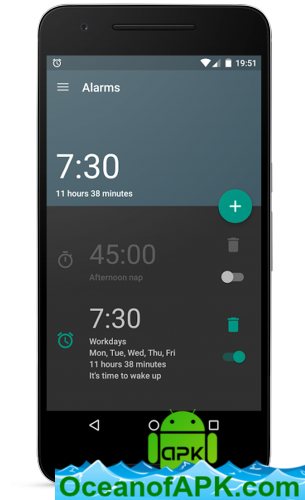 19:51
Alarms
7:30
11 hours 38 minutes
+
45:00
Afternoon nap
7:30
Workdays
Mon, Tue, Wed, Thu, Fri
11 hours 38 minutes
It's time to wake up
APK
OceanofAPK.com